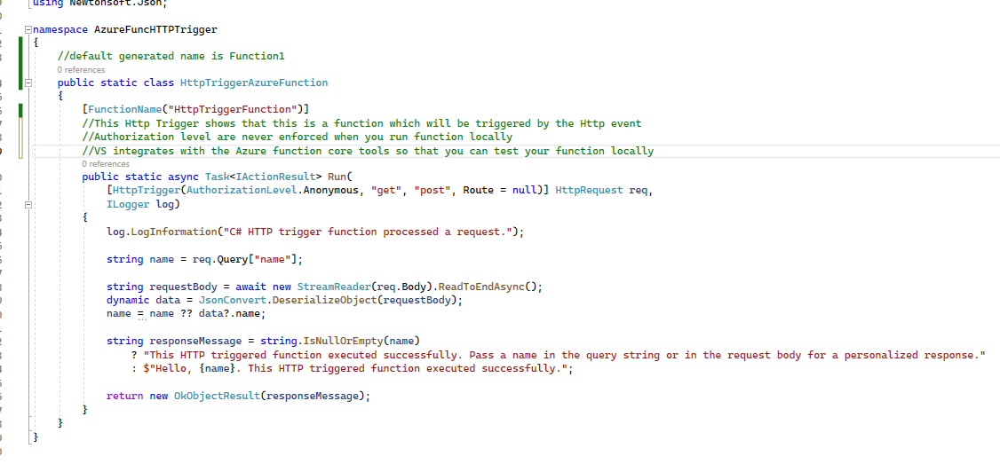 using Newtonsoft.Json;
namespace AzureFuncHTTPTrigger
{
//default generated name is Function1
0 references
public static class HttpTriggerAzureFunction
{
[FunctionName("HttpTriggerFunction")]
//This Http Trigger shows that this is a function which will be triggered by the Http event
//Authorization level are never enforced when you run function locally
//VS integrates with the Azure function core tools so that you can test your function locally
0 references
public static async Task<IActionResult> Run(
[HttpTrigger(AuthorizationLevel.Anonymous, "get", "post", Route = null)] HttpRequest req,
ILogger log)
{
log.LogInformation("C# HTTP trigger function processed a request.");
string name = req.Query["name"];
string requestBody = await new StreamReader(req.Body).ReadToEndAsync();
dynamic data = JsonConvert.DeserializeObject(requestBody);
name = name ?? data?.name;
string responseMessage = string.IsNullOrEmpty(name)
? "This HTTP triggered function executed successfully. Pass a name in the query string or in the request body for a personalized response."
: $"Hello, {name}. This HTTP triggered function executed successfully.";
return new OkObjectResult(responseMessage);
}
}
}